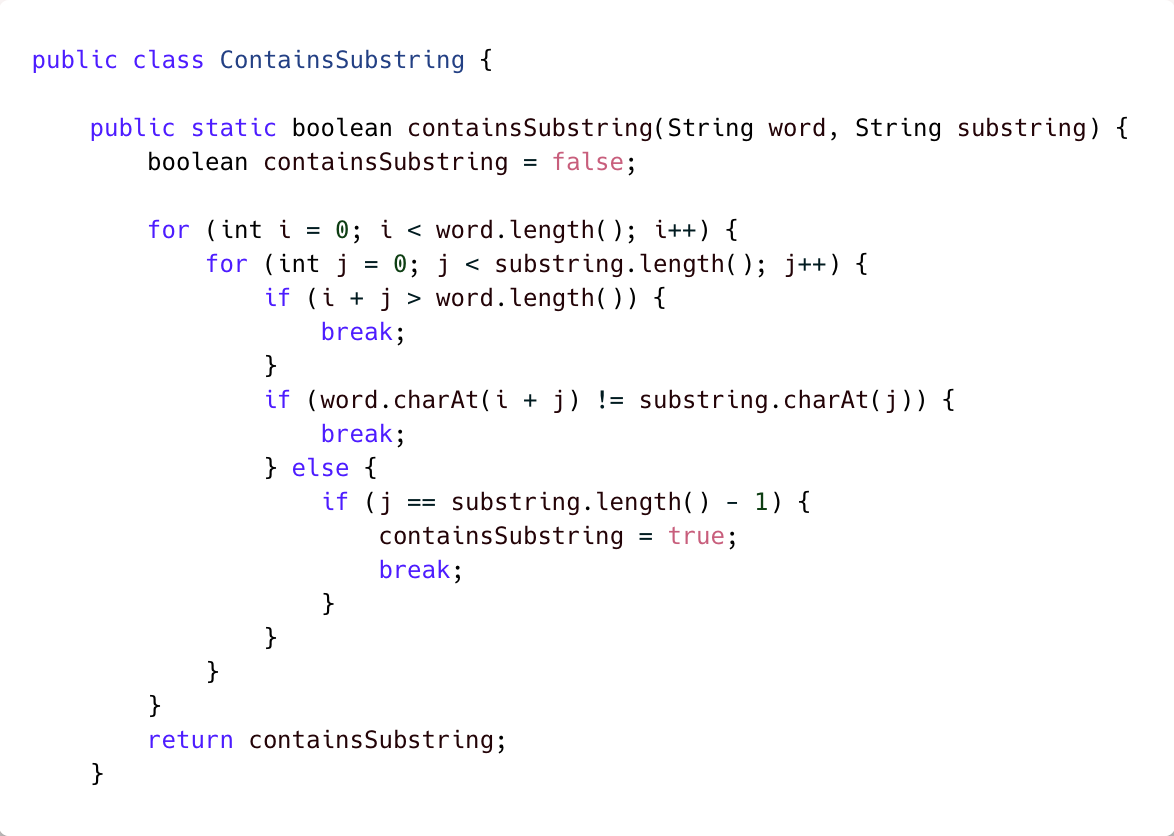 public class ContainsSubstring {
    public static boolean containsSubstring(String word, String substring) {
        boolean containsSubstring = false;
        for (int i = 0; i < word.length(); i++) {
            for (int j = 0; j < substring.length(); j++) {
                if (i + j > word.length()) {
                    break;
                }
                if (word.charAt(i + j) != substring.charAt(j)) {
                    break;
                } else {
                    if (j == substring.length() - 1) {
                        containsSubstring = true;
                        break;
                    }
                }
            }
        }
        return containsSubstring;
    }